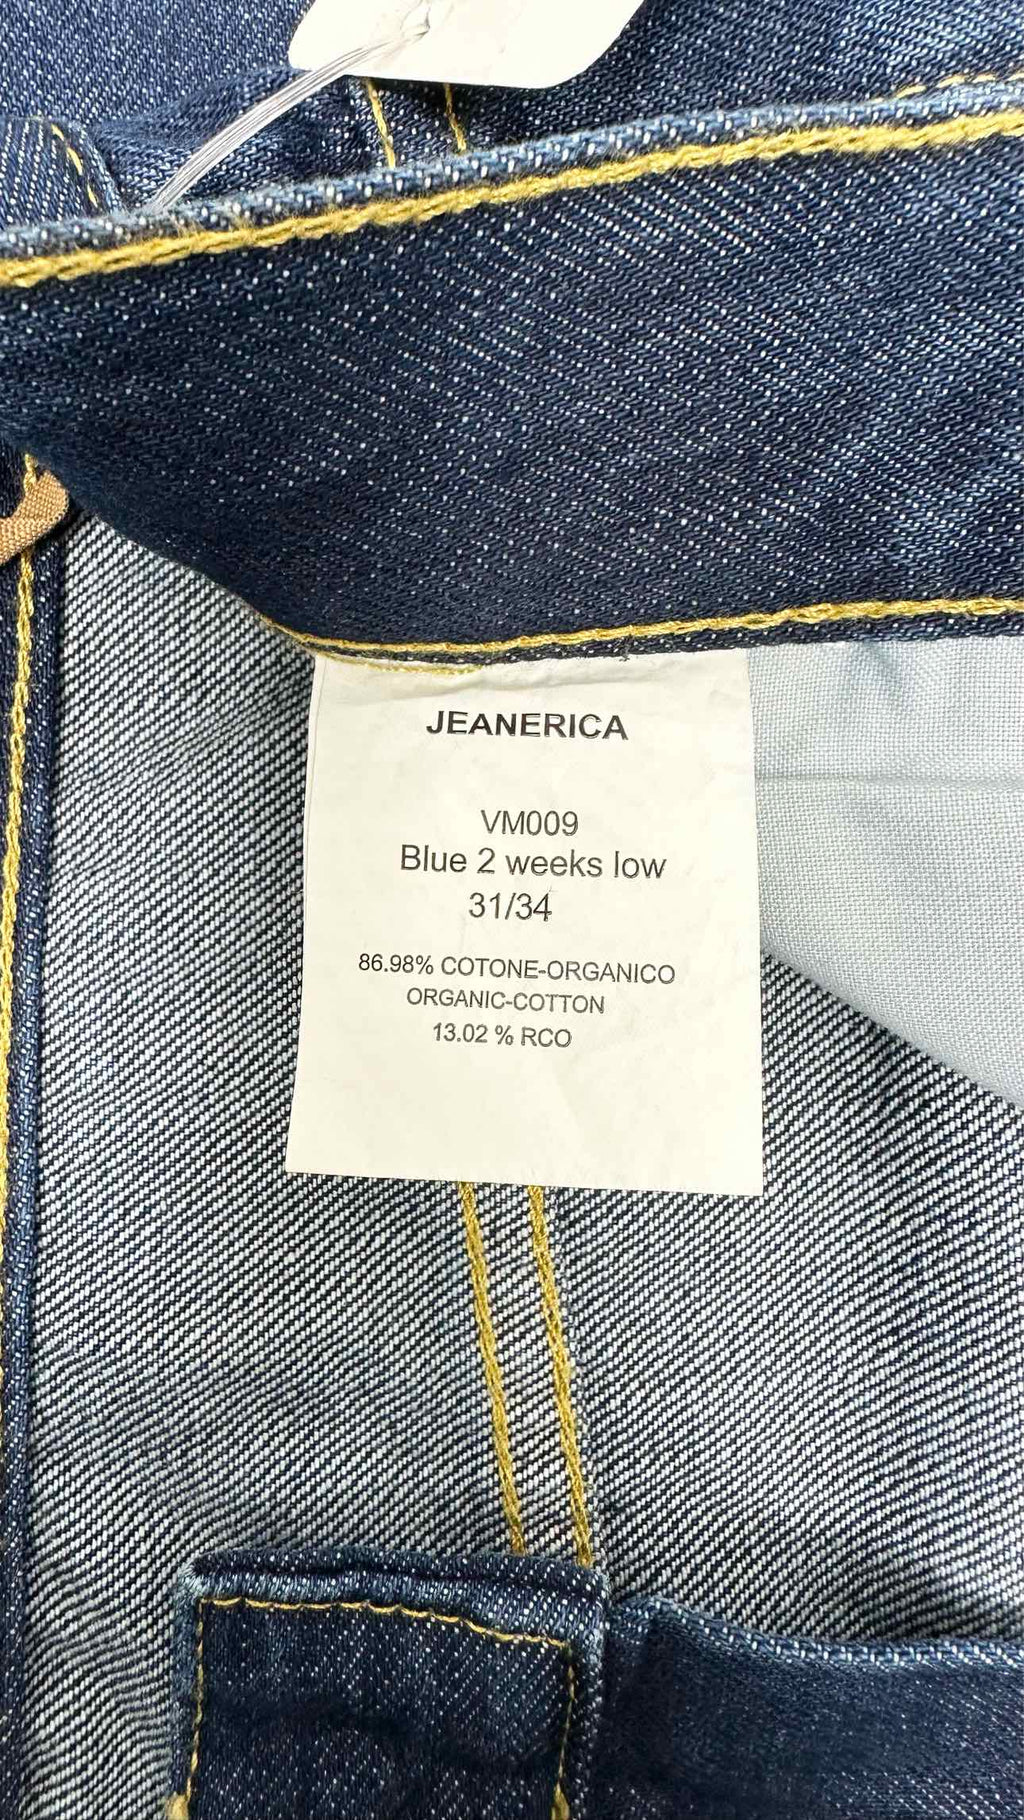 JEANERICA
VM009
Blue 2 weeks low
31/34
86.98% COTONE-ORGANICO
ORGANIC-COTTON
13.02 % RCO